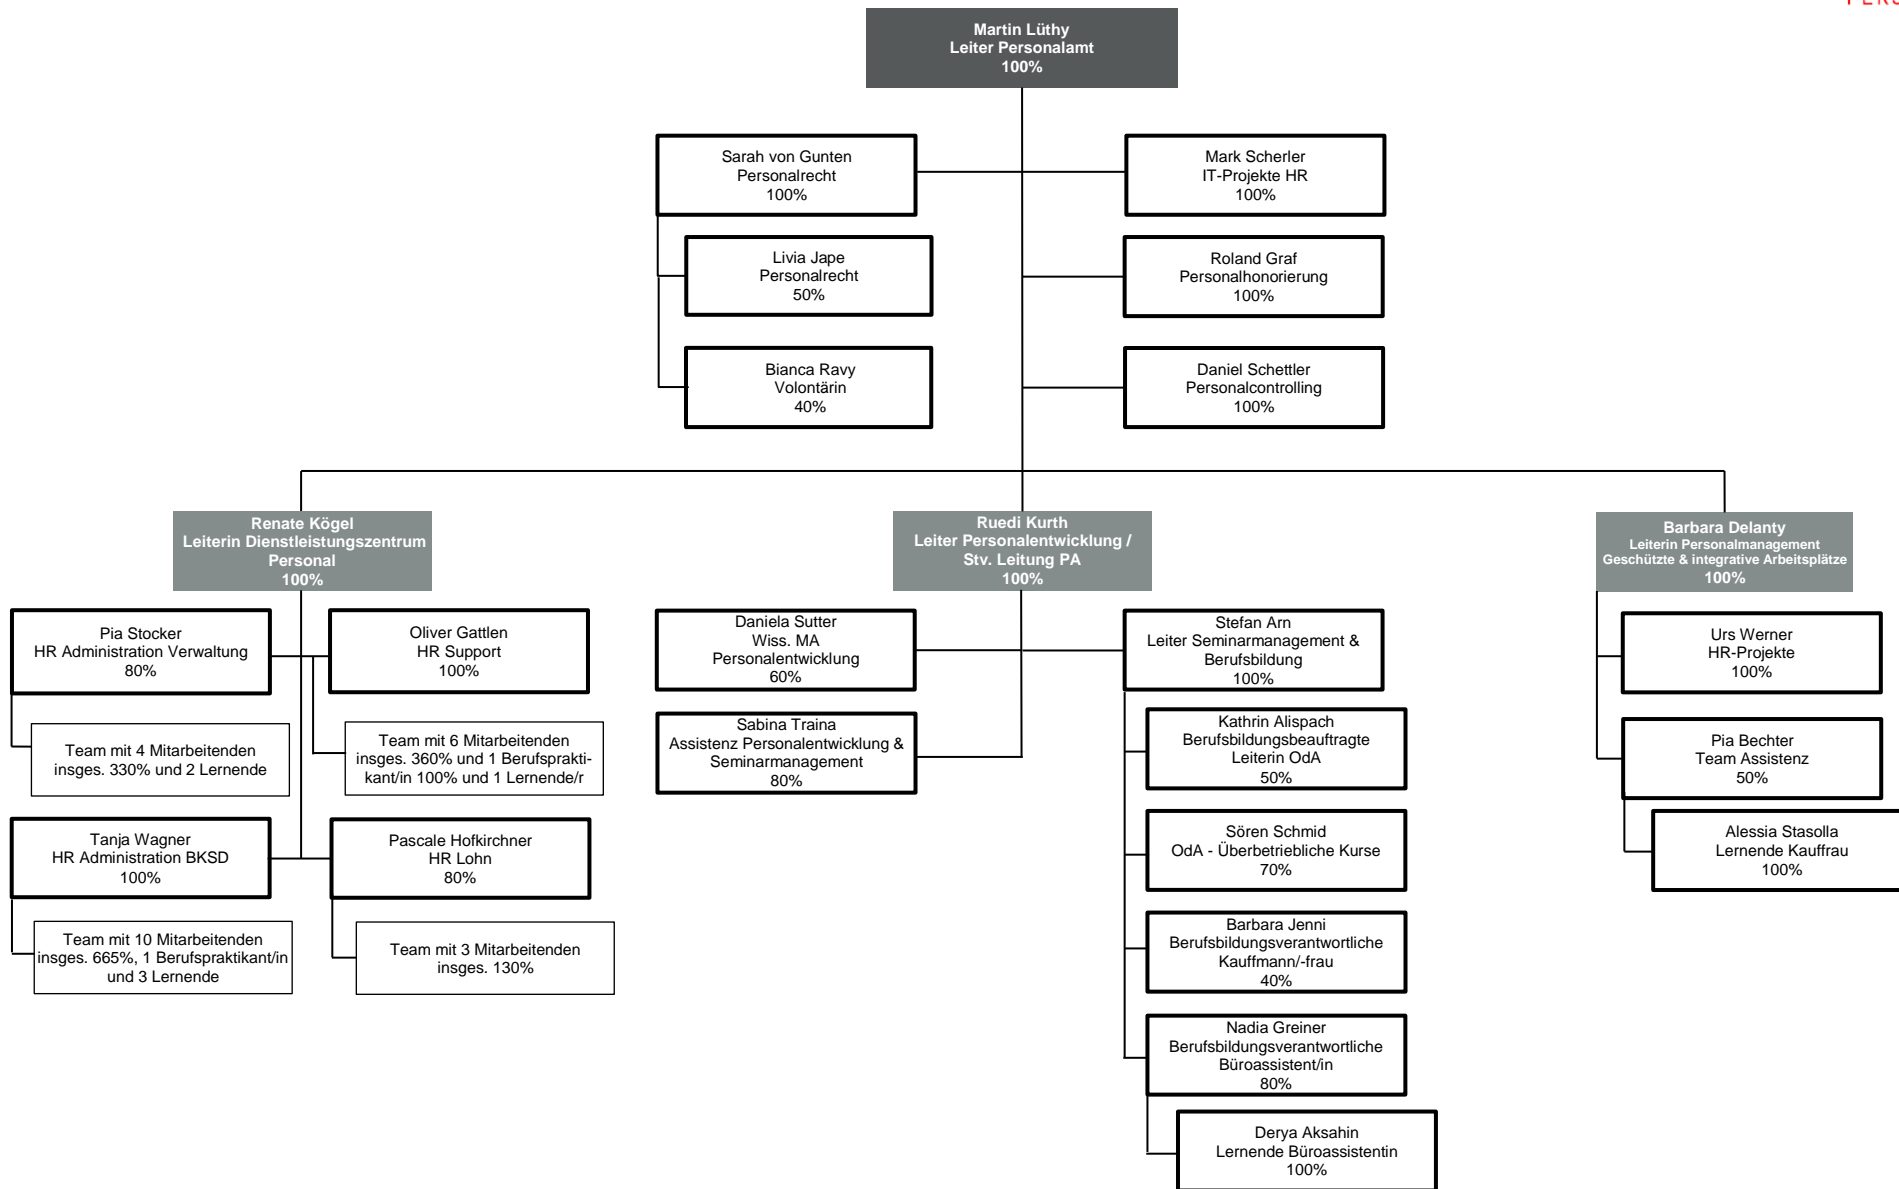 Martin Lüthy
Leiter Personalamt
100%
Sarah von Gunten
Personalrecht
100%
Mark Scherler
IT-Projekte HR
100%
Livia Jape
Personalrecht
50%
Roland Graf
Personalhonorierung
100%
Bianca Ravy
Volontärin
40%
Daniel Schettler
Personalcontrolling
100%
Renate Kögel
Leiterin Dienstleistungszentrum
Personal
100%
Pia Stocker
HR Administration Verwaltung
80%
Oliver Gattlen
HR Support
100%
Team mit 4 Mitarbeitenden
insges. 330% und 2 Lernende
Team mit 6 Mitarbeitenden
insges. 360% und 1 Berufsprakti-
kant/in 100% und 1 Lernende/r
Tanja Wagner
HR Administration BKSD
100%
Pascale Hofkirchner
HR Lohn
80%
Team mit 10 Mitarbeitenden
insges. 665%, 1 Berufspraktikant/in
und 3 Lernende
Team mit 3 Mitarbeitenden
insges. 130%
Ruedi Kurth
Leiter Personalentwicklung /
Stv. Leitung PA
100%
Daniela Sutter
Wiss. MA
Personalentwicklung
60%
Stefan Arn
Leiter Seminarmanagement &
Berufsbildung
100%
Sabina Traina
Assistenz Personalentwicklung &
Seminarmanagement
80%
Kathrin Alispach
Berufsbildungsbeauftragte
Leiterin OdA
50%
Sören Schmid
OdA - Überbetriebliche Kurse
70%
Barbara Jenni
Berufsbildungsverantwortliche
Kauffmann/-frau
40%
Nadia Greiner
Berufsbildungsverantwortliche
Büroassistent/in
80%
Derya Aksahin
Lernende Büroassistentin
100%
Barbara Delanty
Leiterin Personalmanagement
Geschützte & integrative Arbeitsplätze
100%
Urs Werner
HR-Projekte
100%
Pia Bechter
Team Assistenz
50%
Alessia Stasolla
Lernende Kauffrau
100%